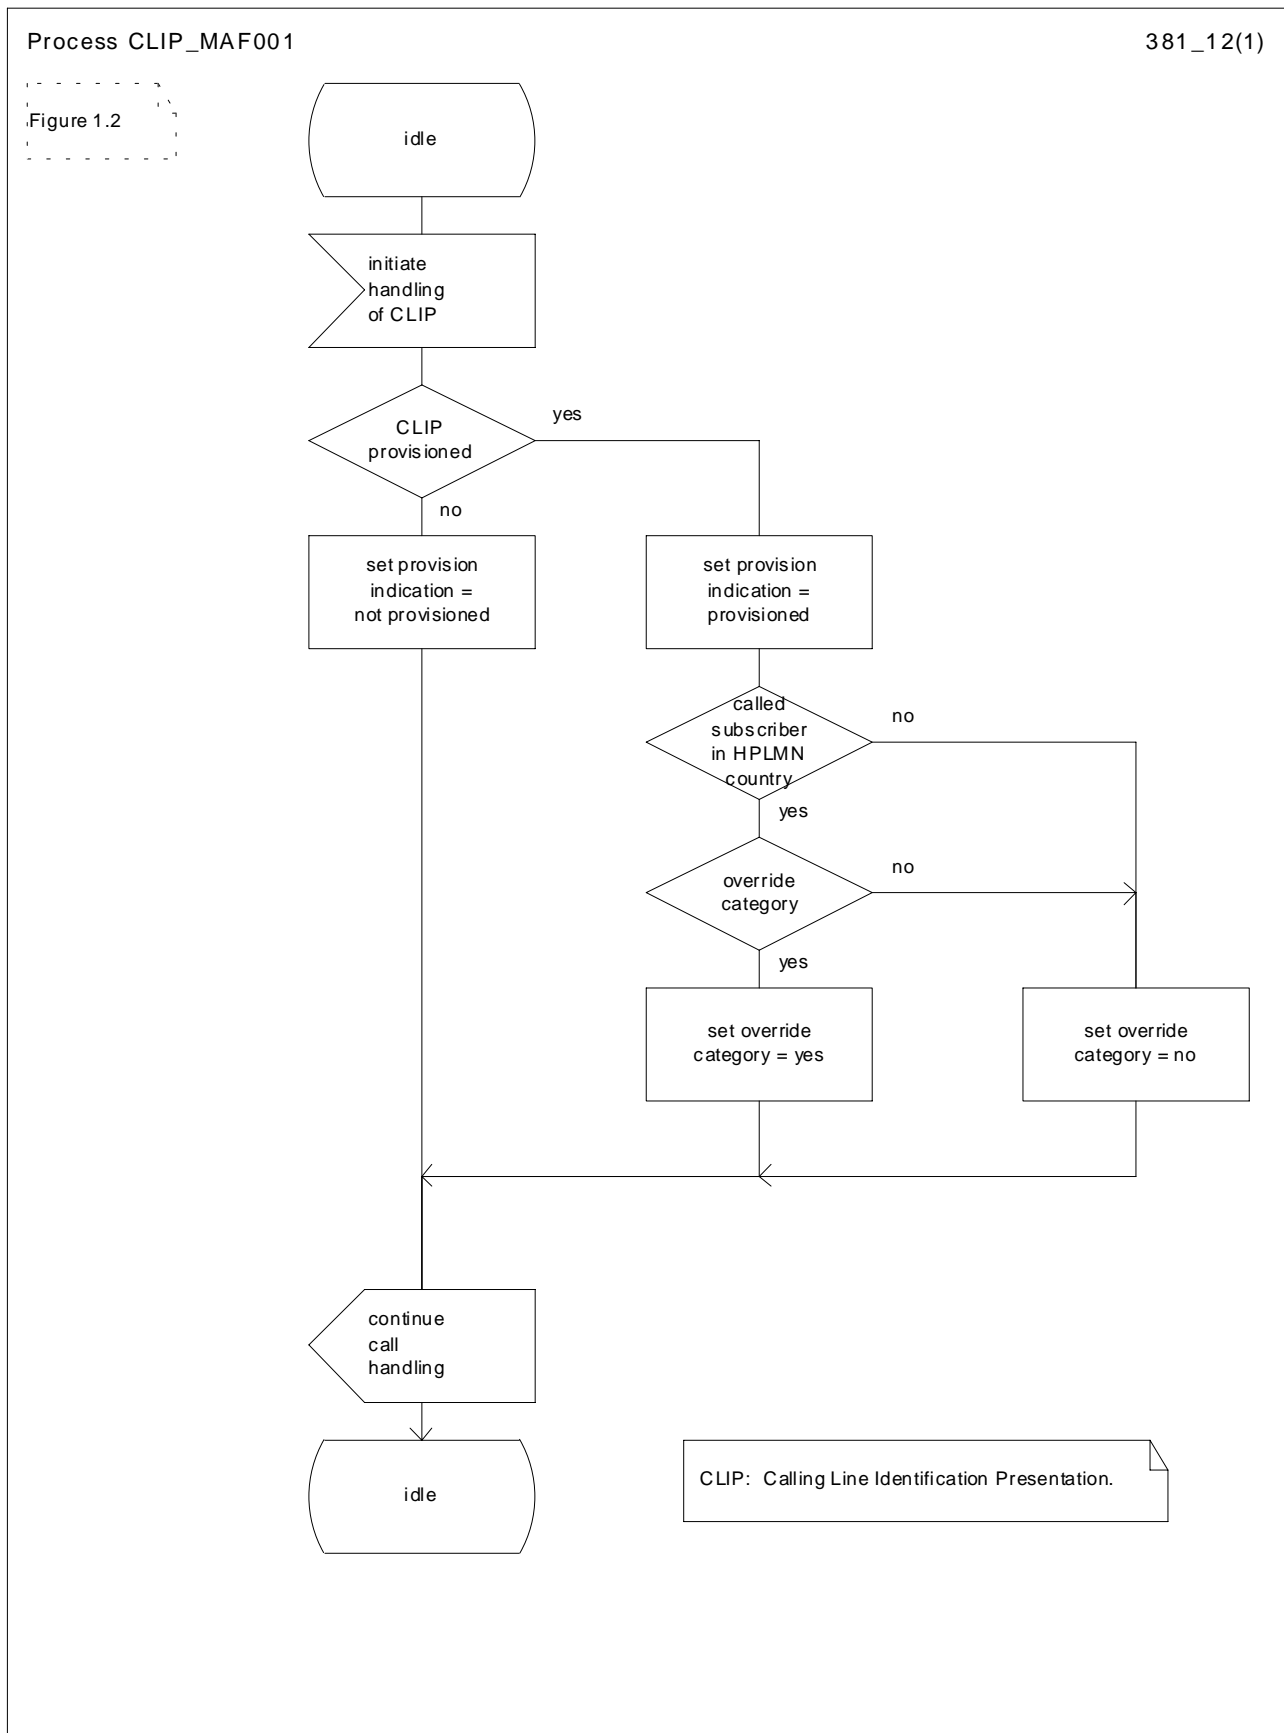 Process CLIP_MAF001
381_12(1)
Figure 1.2
idle
initiate
handling
of CLIP
CLIP
provisioned
yes
no
set provision
indication =
not provisioned
set provision
indication =
provisioned
called
subscriber
in HPLMN
country
no
yes
override
category
no
yes
set override
category = yes
set override
category = no
continue
call
handling
idle
CLIP: Calling Line Identification Presentation.